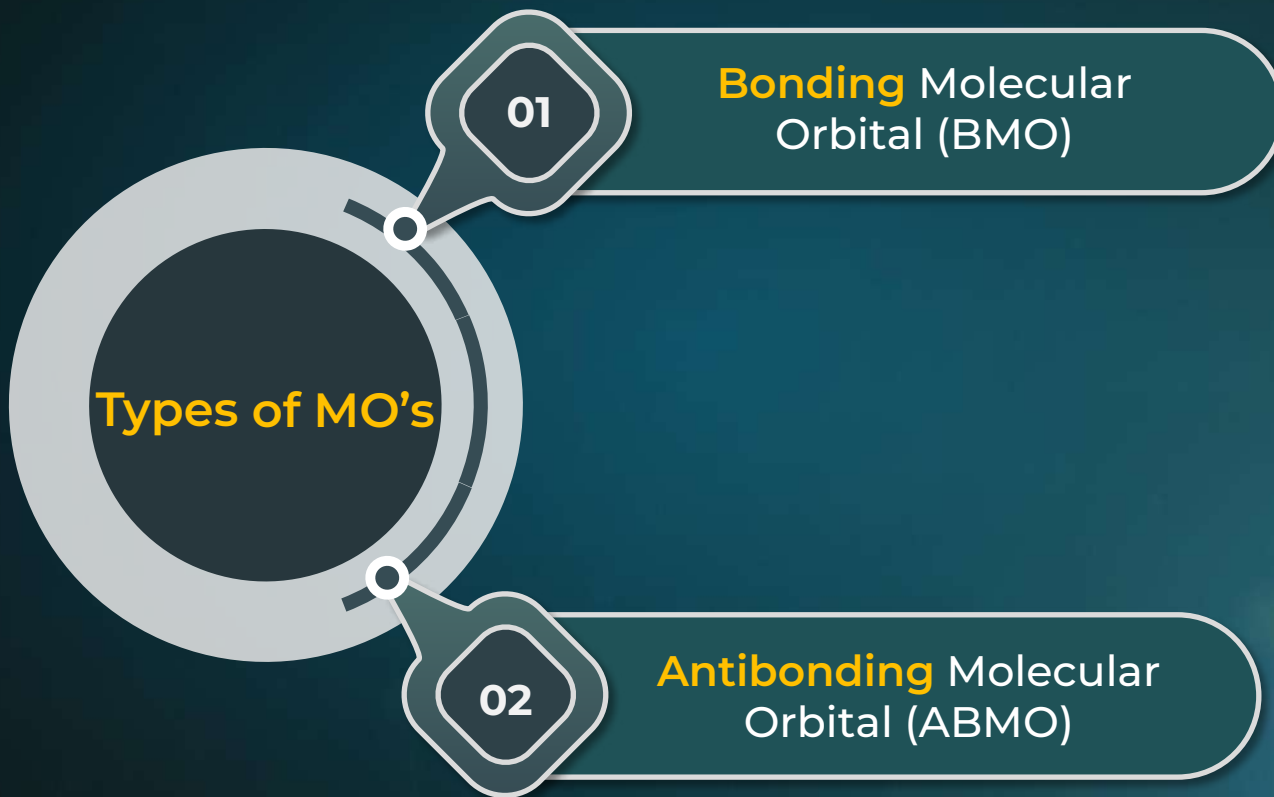 01
Bonding Molecular
Orbital (BMO)
Types of MO’s
02
Antibonding Molecular
Orbital (ABMO)